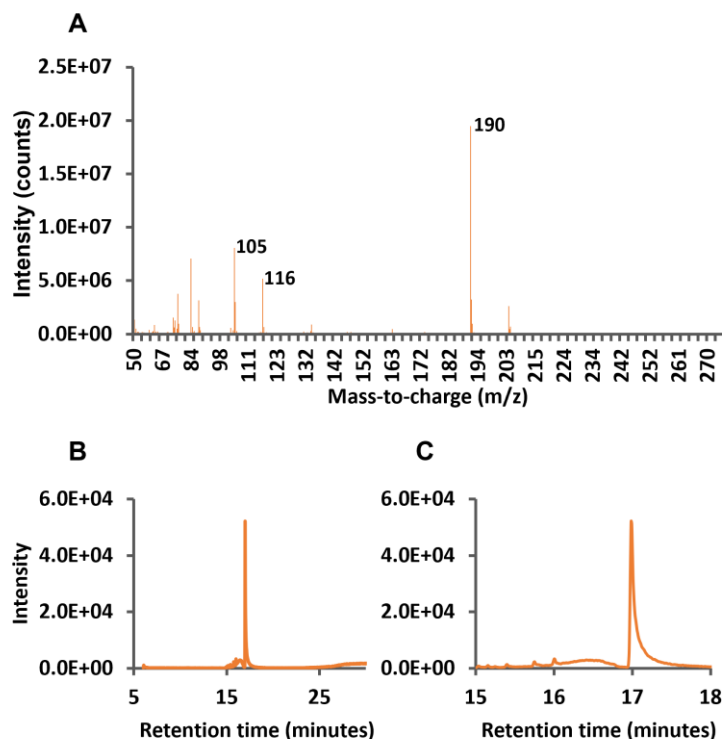 A
Intensity (counts)
2.5E+07
2.0E+07
1.5E+07
1.0E+07
5.0E+06
0.0E+00
190
105
116
50 67 84 98 111 122 132 142 152 163 172 182 194 203 215 224 234 243 252 261 270
Mass-to-charge (m/z)
B
Intensity
6.0E+04
4.0E+04
2.0E+04
0.0E+00
5 15 25
Retention time (minutes)
C
6.0E+04
4.0E+04
2.0E+04
0.0E+00
15 16 17 18
Retention time (minutes)